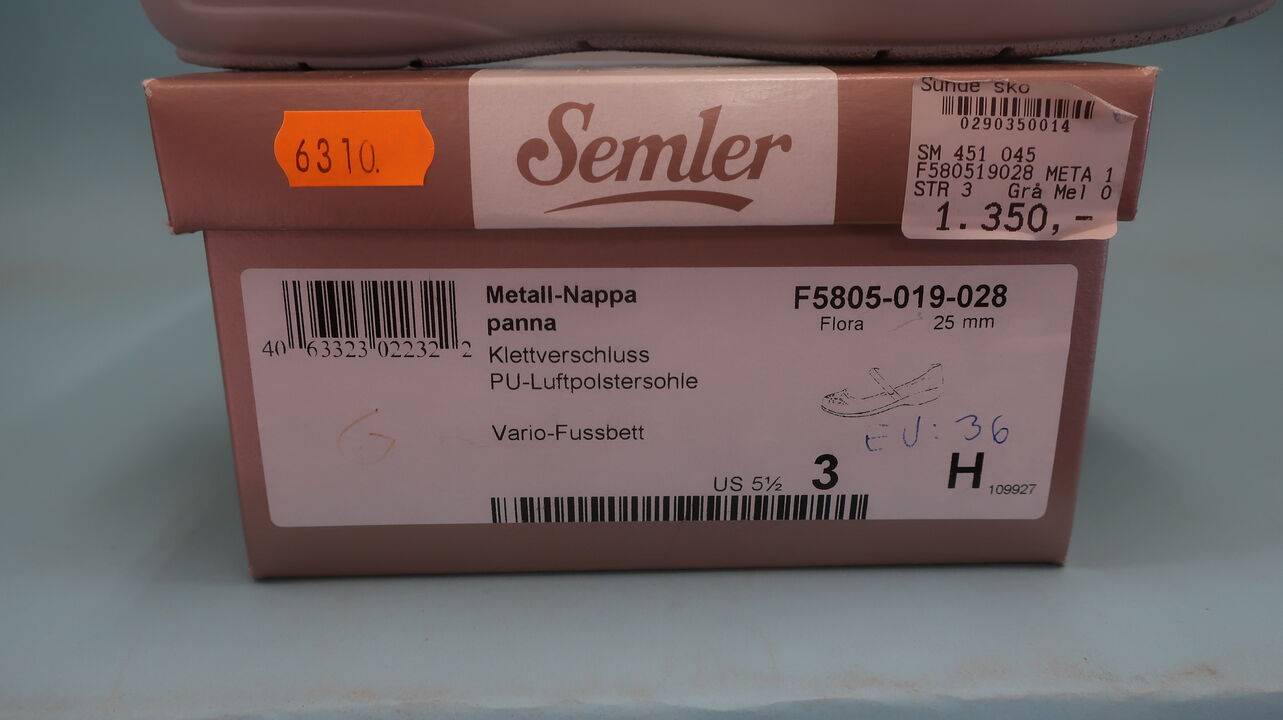 6310.
Semler
Sunde sko
0290350014
SM 451 045
F580519028 META 1
STR 3 Grå Mel 0
1.350,-
40 63323 02232 2
Metall-Nappa
panna
Klettverschluss
PU-Luftpolstersohle
Vario-Fussbett
F5805-019-028
Flora 25 mm
G
EU: 36
US 5½ 3 H 109927